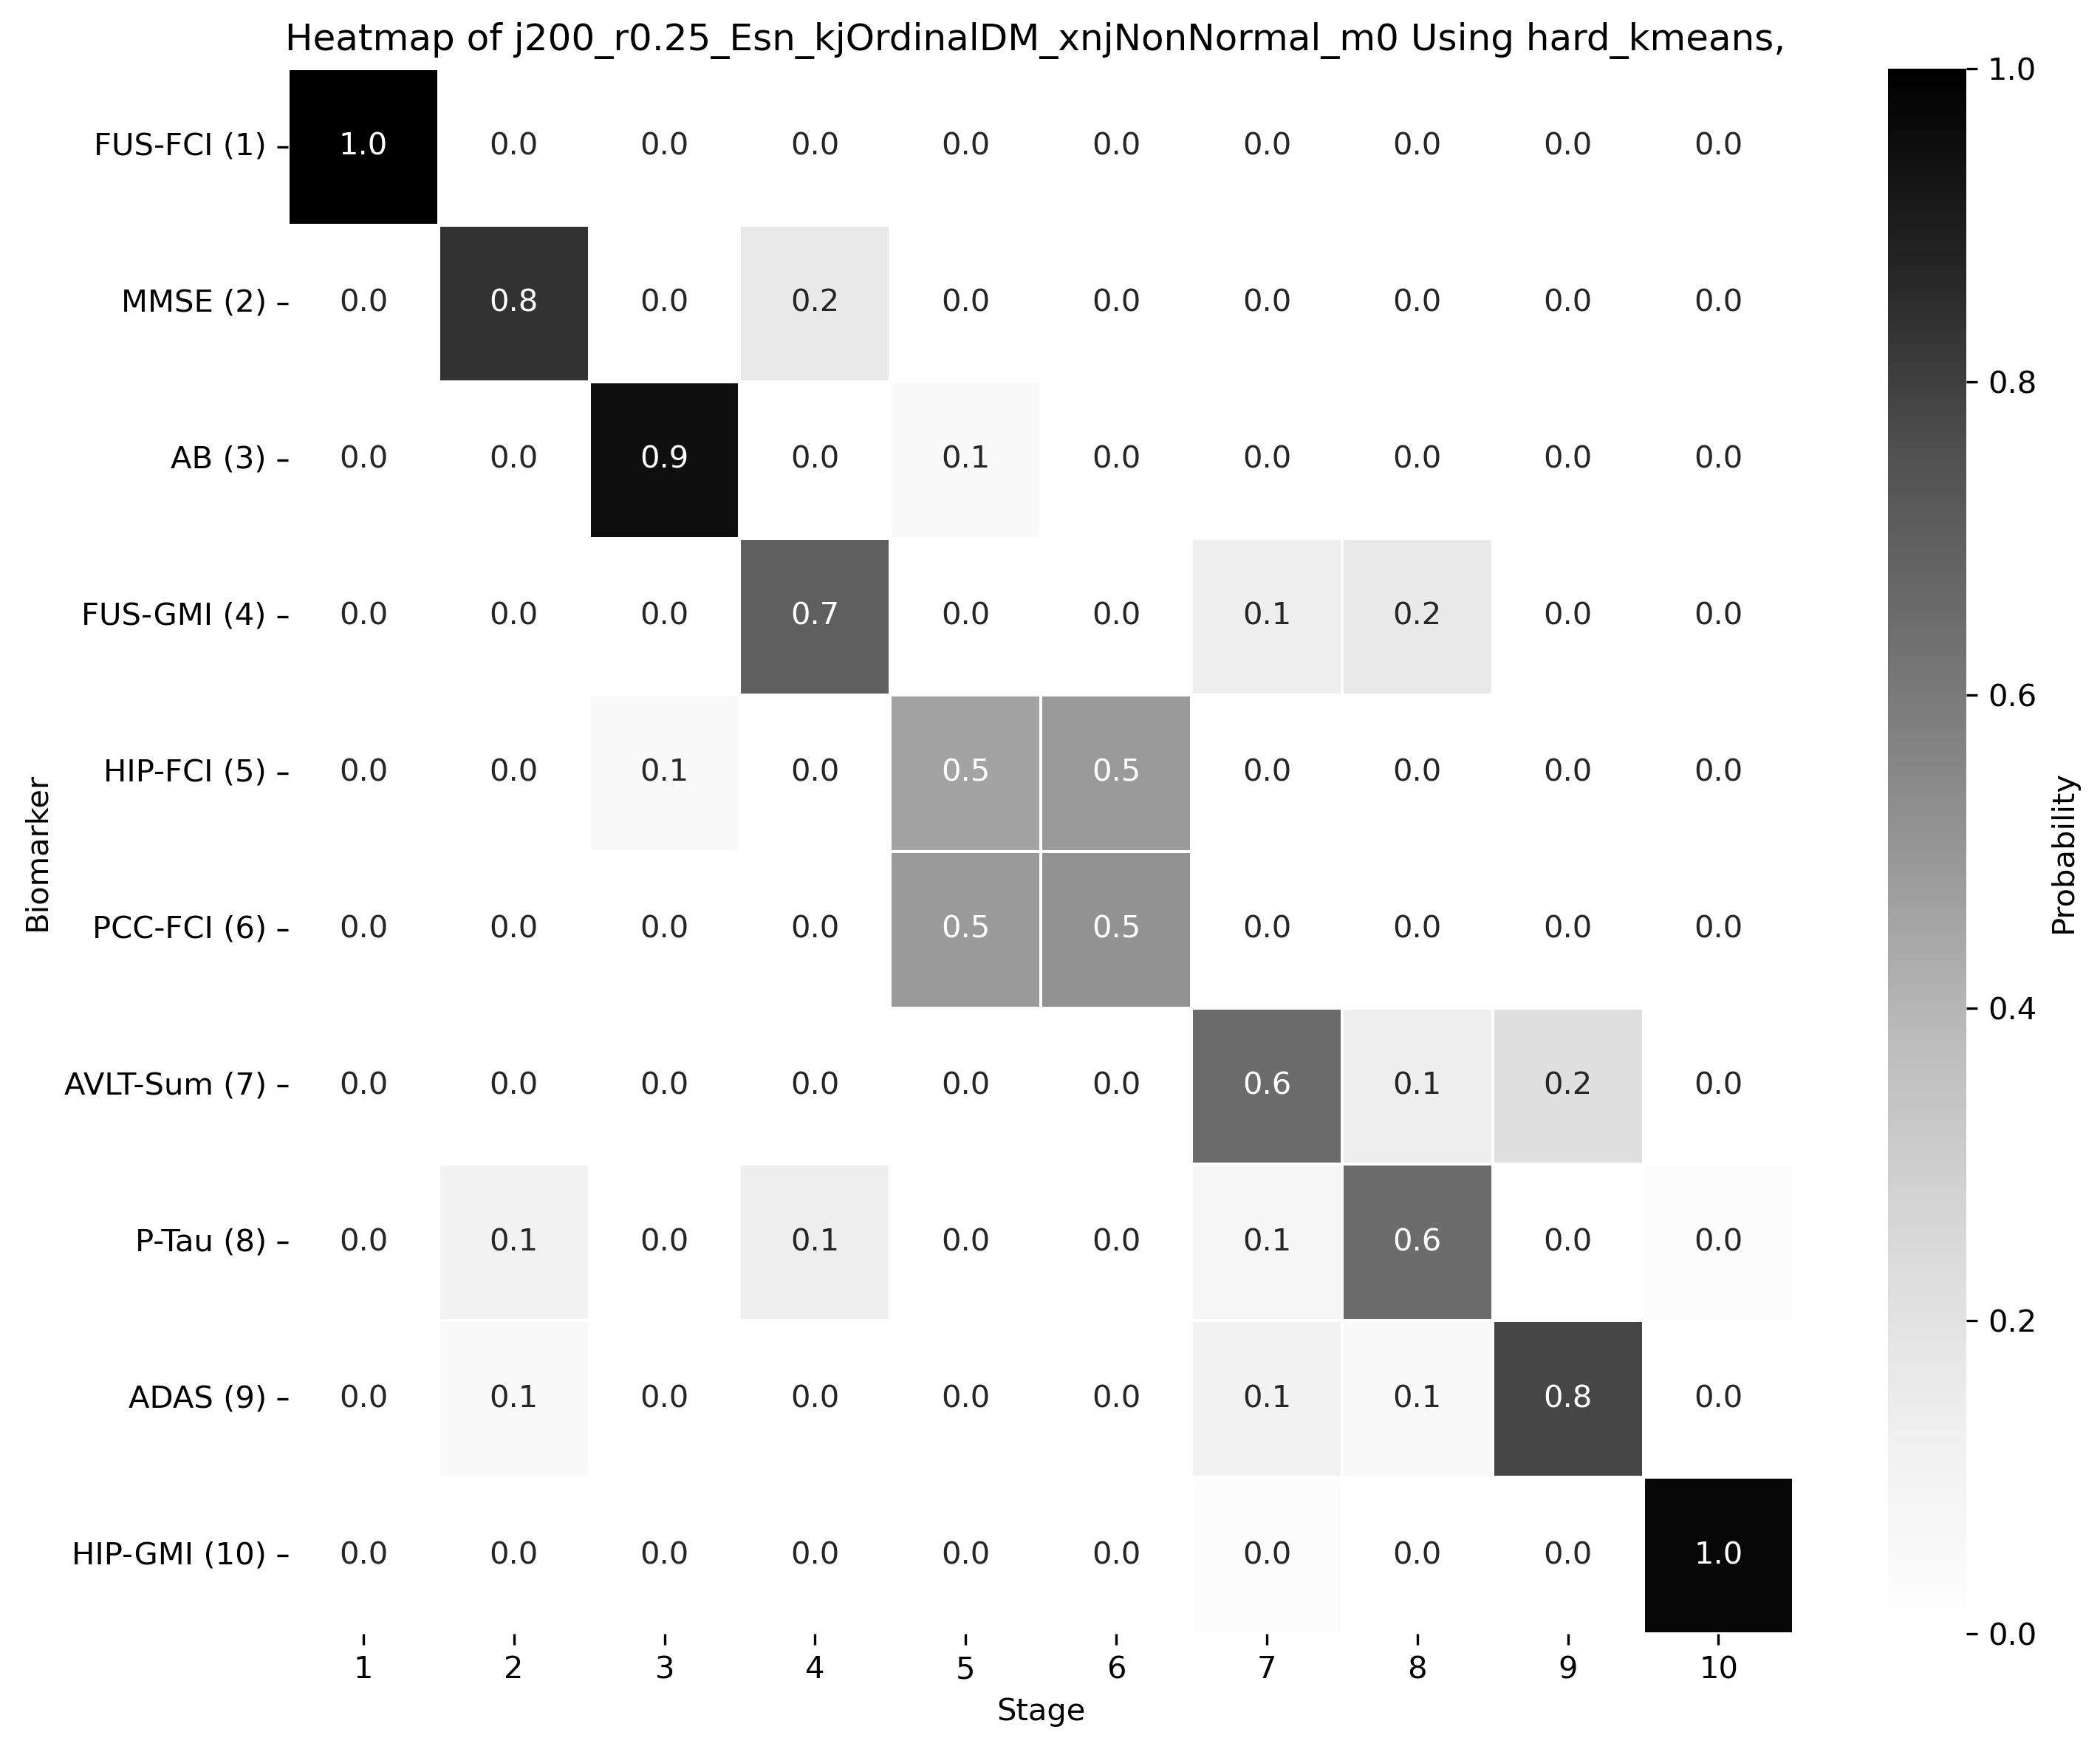 Heatmap of j200_r0.25_Esn_kjOrdinalDM_xnjNonNormal_m0 Using hard_kmeans,
Biomarker
FUS-FCI (1) 1.0 0.0 0.0 0.0 0.0 0.0 0.0 0.0 0.0 0.0
MMSE (2) 0.0 0.8 0.0 0.2 0.0 0.0 0.0 0.0 0.0 0.0
AB (3) 0.0 0.0 0.9 0.0 0.1 0.0 0.0 0.0 0.0 0.0
FUS-GMI (4) 0.0 0.0 0.0 0.7 0.0 0.0 0.1 0.2 0.0 0.0
HIP-FCI (5) 0.0 0.0 0.1 0.0 0.5 0.5 0.0 0.0 0.0 0.0
PCC-FCI (6) 0.0 0.0 0.0 0.0 0.5 0.5 0.0 0.0 0.0 0.0
AVLT-Sum (7) 0.0 0.0 0.0 0.0 0.0 0.0 0.6 0.1 0.2 0.0
P-Tau (8) 0.0 0.1 0.0 0.1 0.0 0.0 0.1 0.6 0.0 0.0
ADAS (9) 0.0 0.1 0.0 0.0 0.0 0.0 0.1 0.1 0.8 0.0
HIP-GMI (10) 0.0 0.0 0.0 0.0 0.0 0.0 0.0 0.0 0.0 1.0
1 2 3 4 5 6 7 8 9 10
Stage
1.0
0.8
0.6
0.4
0.2
0.0
Probability